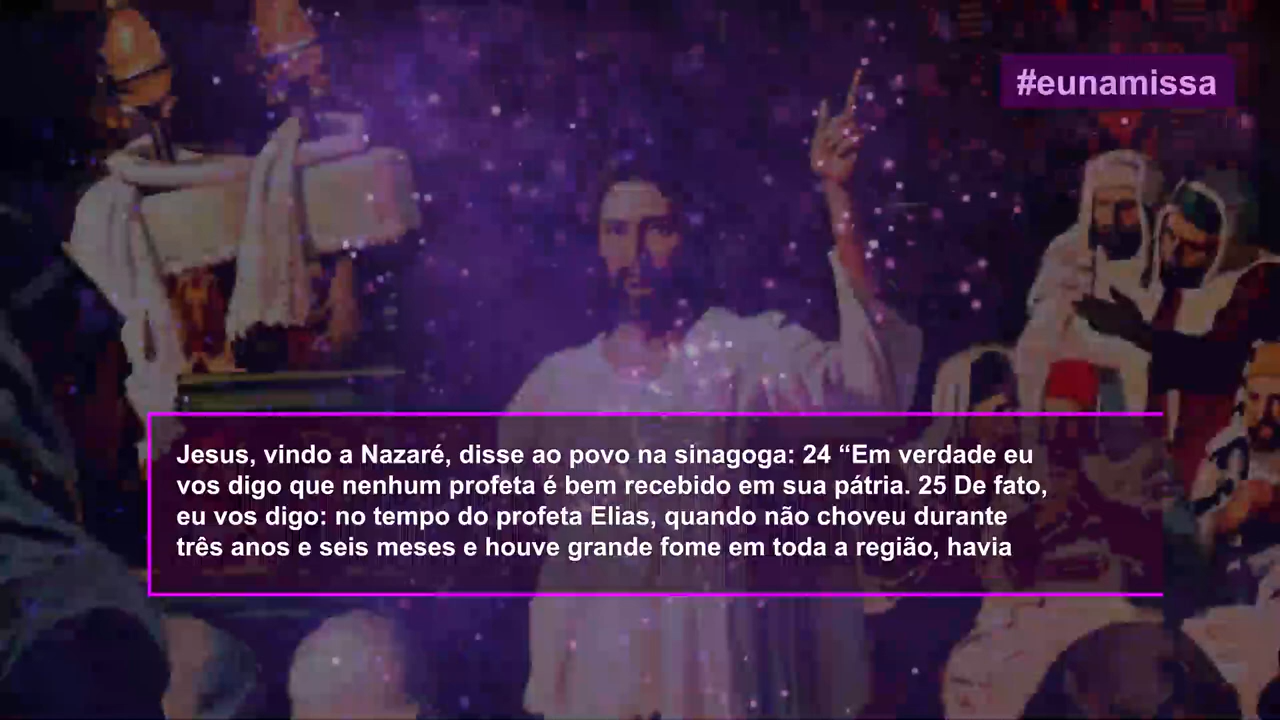 #eunamissa
Jesus, vindo a Nazaré, disse ao povo na sinagoga: 24 “Em verdade eu
vos digo que nenhum profeta é bem recebido em sua pátria. 25 De fato,
eu vos digo: no tempo do profeta Elias, quando não choveu durante
três anos e seis meses e houve grande fome em toda a região, havia